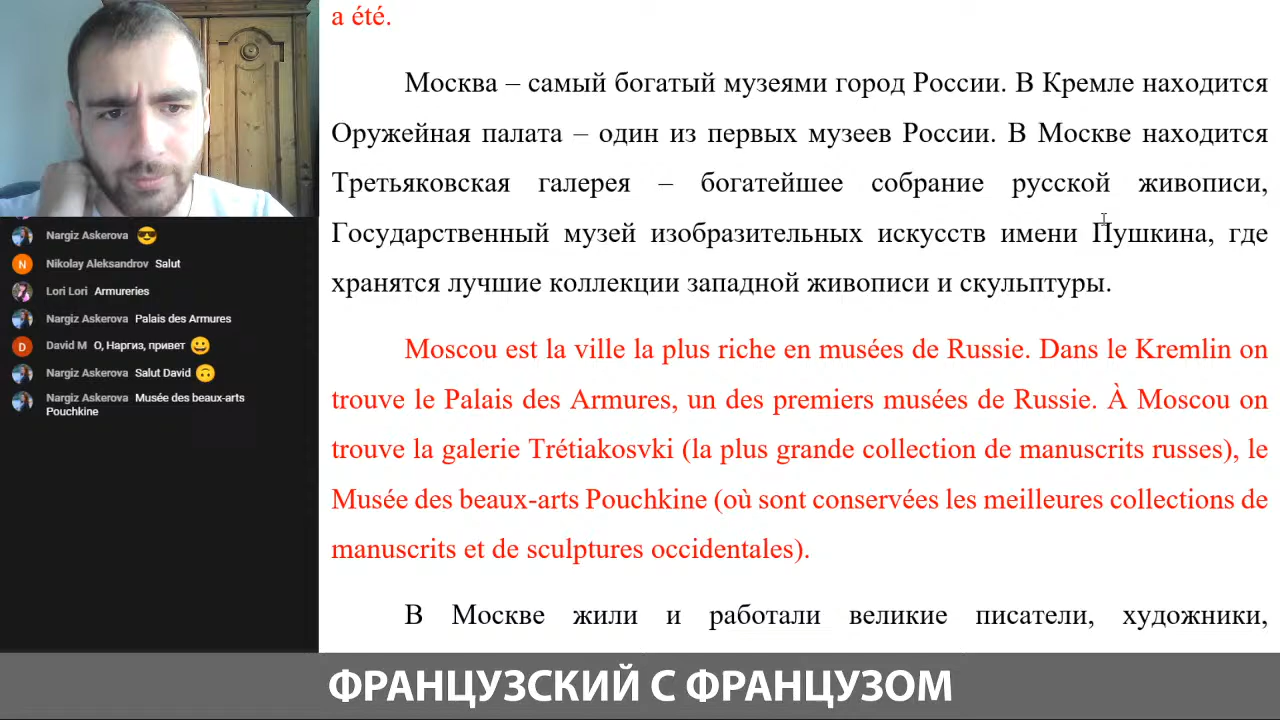 a été.
Москва – самый богатый музеями город России. В Кремле находится
Оружейная палата – один из первых музеев России. В Москве находится
Третьяковская галерея – богатейшее собрание русской живописи,
Государственный музей изобразительных искусств имени Пушкина, где
хранятся лучшие коллекции западной живописи и скульптуры.
Moscou est la ville la plus riche en musées de Russie. Dans le Kremlin on
trouve le Palais des Armures, un des premiers musées de Russie. À Moscou on
trouve la galerie Trétiakosvki (la plus grande collection de manuscrits russes), le
Musée des beaux-arts Pouchkine (où sont conservées les meilleures collections de
manuscrits et de sculptures occidentales).
В Москве жили и работали великие писатели, художники,
Nargiz Askerova 😎
N Nikolay Aleksandrov Salut
Lori Lori Armureries
Nargiz Askerova Palais des Armures
D David M О, Наргиз, привет 😀
Nargiz Askerova Salut David 🙃
Nargiz Askerova Musée des beaux-arts
Pouchkine
ФРАНЦУЗСКИЙ С ФРАНЦУЗОМ